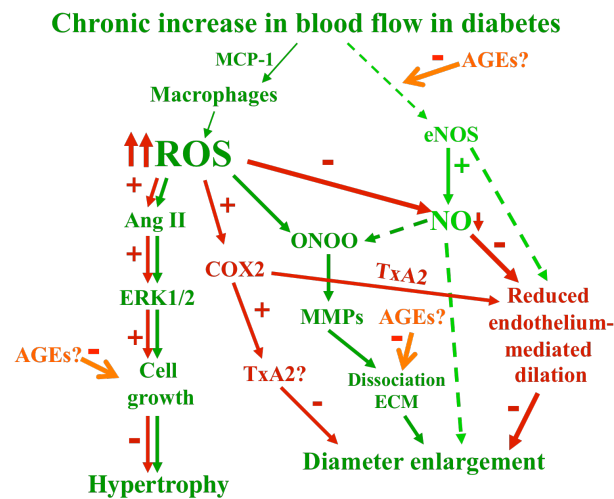 Chronic increase in blood flow in diabetes
MCP-1
- AGEs?
Macrophages
eNOS
ROS
-
+
+
+
Ang II
NO
-
ONOO
+
COX2
TxA2
ERK1/2
+
MMPs
AGEs?
Reduced
endothelium-
mediated
dilation
+
AGEs?
-
-
Cell
growth
TxA2?
Dissociation
ECM
-
-
-
Diameter enlargement
Hypertrophy